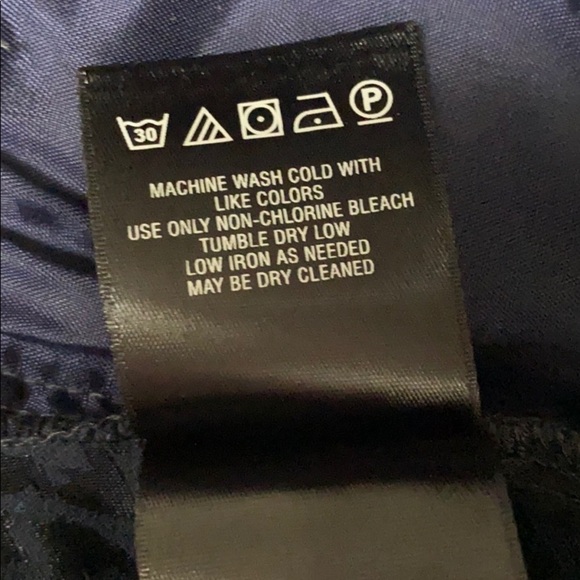 30 P
MACHINE WASH COLD WITH
LIKE COLORS
USE ONLY NON-CHLORINE BLEACH
TUMBLE DRY LOW
LOW IRON AS NEEDED
MAY BE DRY CLEANED